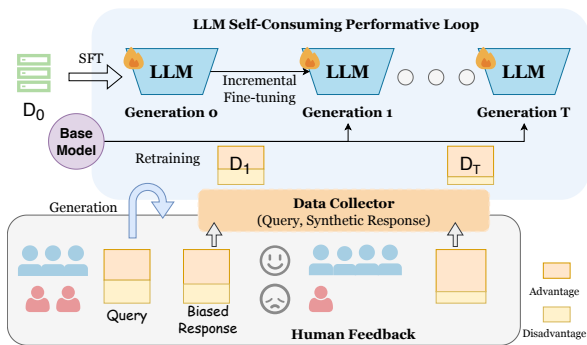 LLM Self-Consuming Performative Loop
SFT
LLM
LLM
LLM
Incremental
Fine-tuning
D0
Generation 0
Generation 1
Generation T
Base
Model
Retraining
D1
DT
Generation
Data Collector
(Query, Synthetic Response)
Query
Biased
Response
Advantage
Disadvantage
Human Feedback